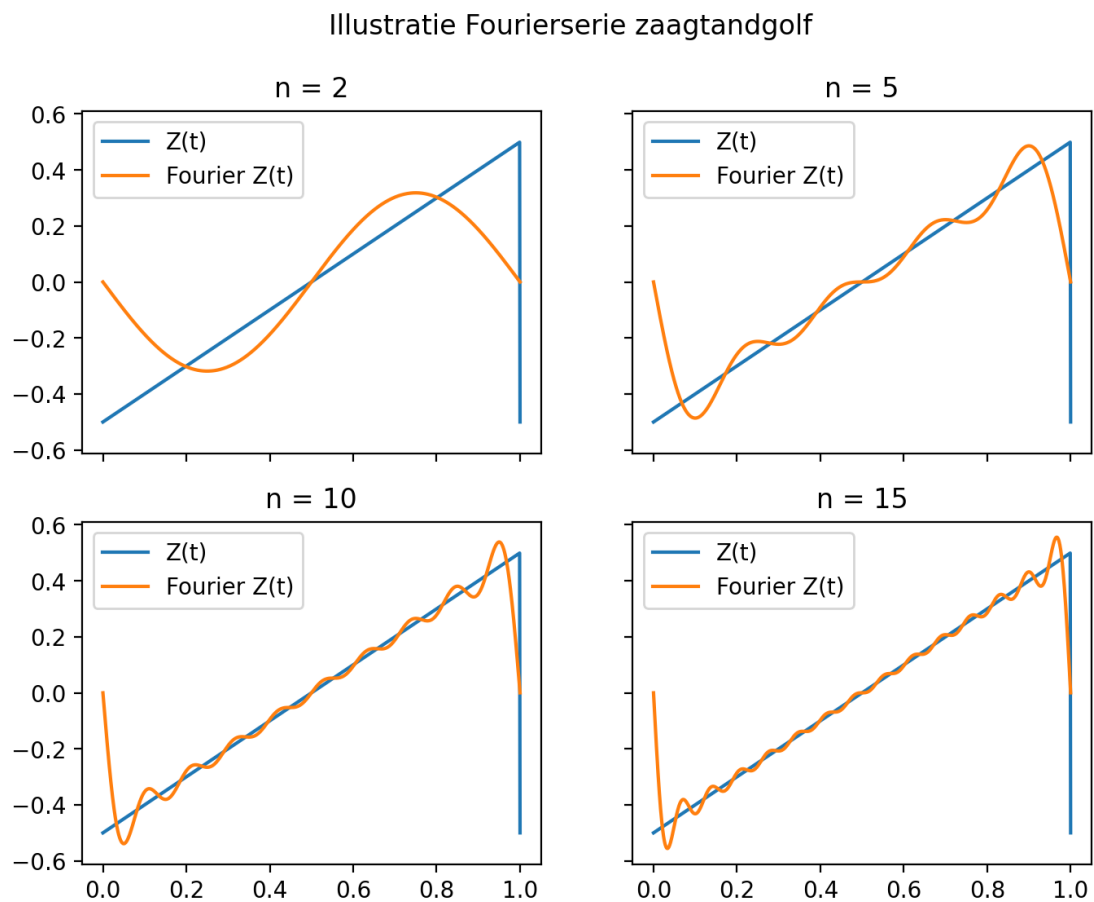 Illustratie Fourierserie zaagtandgolf
n = 2
Z(t)
Fourier Z(t)
0.6
0.4
0.2
0.0
−0.2
−0.4
−0.6
n = 5
Z(t)
Fourier Z(t)
n = 10
Z(t)
Fourier Z(t)
0.6
0.4
0.2
0.0
−0.2
−0.4
−0.6
0.0 0.2 0.4 0.6 0.8 1.0
n = 15
Z(t)
Fourier Z(t)
0.0 0.2 0.4 0.6 0.8 1.0